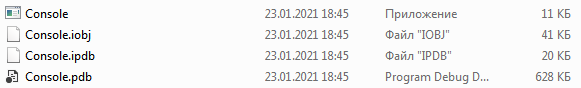 Console 23.01.2021 18:45 Приложение 11 КБ
Console.iobj 23.01.2021 18:45 Файл "IOBJ" 41 КБ
Console.ipdb 23.01.2021 18:45 Файл "IPDB" 20 КБ
Console.pdb 23.01.2021 18:45 Program Debug D... 628 КБ